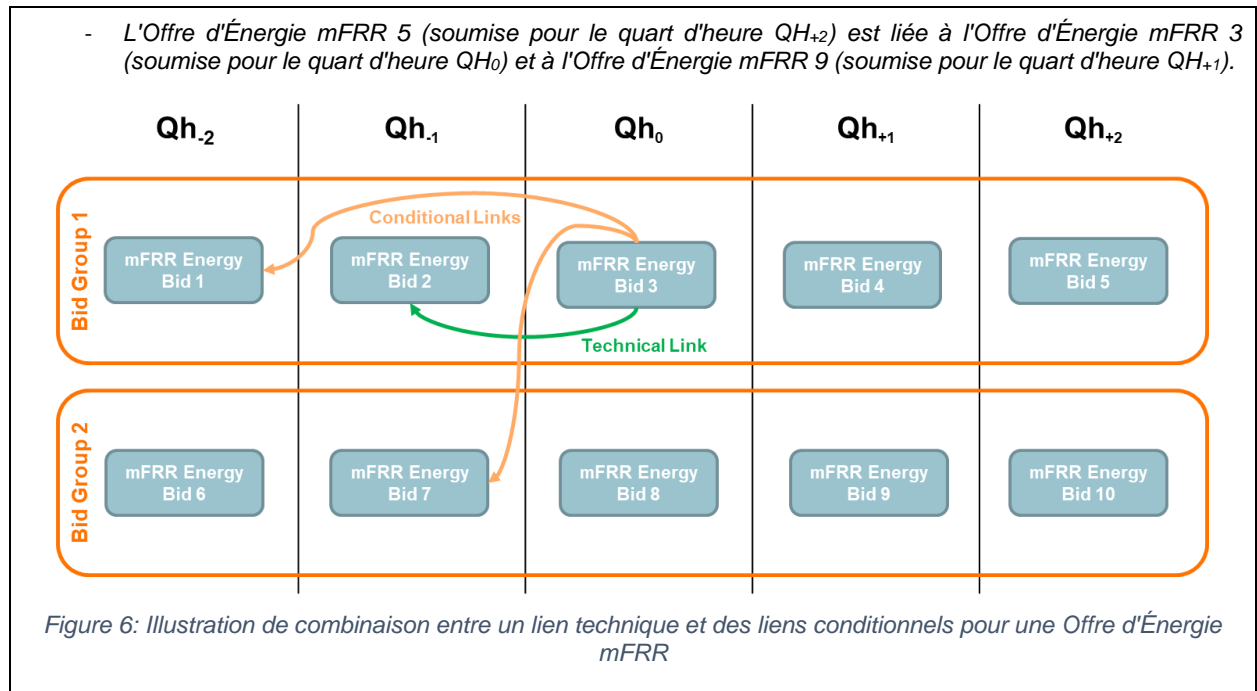 - L'Offre d'Énergie mFRR 5 (soumise pour le quart d'heure QH+2) est liée à l'Offre d'Énergie mFRR 3
(soumise pour le quart d'heure QH0) et à l'Offre d'Énergie mFRR 9 (soumise pour le quart d'heure QH+1).
Qh-2 Qh-1 Qh0 Qh+1 Qh+2
Bid Group 1
Conditional Links
mFRR Energy
Bid 1
mFRR Energy
Bid 2
mFRR Energy
Bid 3
mFRR Energy
Bid 4
mFRR Energy
Bid 5
Technical Link
Bid Group 2
mFRR Energy
Bid 6
mFRR Energy
Bid 7
mFRR Energy
Bid 8
mFRR Energy
Bid 9
mFRR Energy
Bid 10
Figure 6: Illustration de combinaison entre un lien technique et des liens conditionnels pour une Offre d'Énergie
mFRR